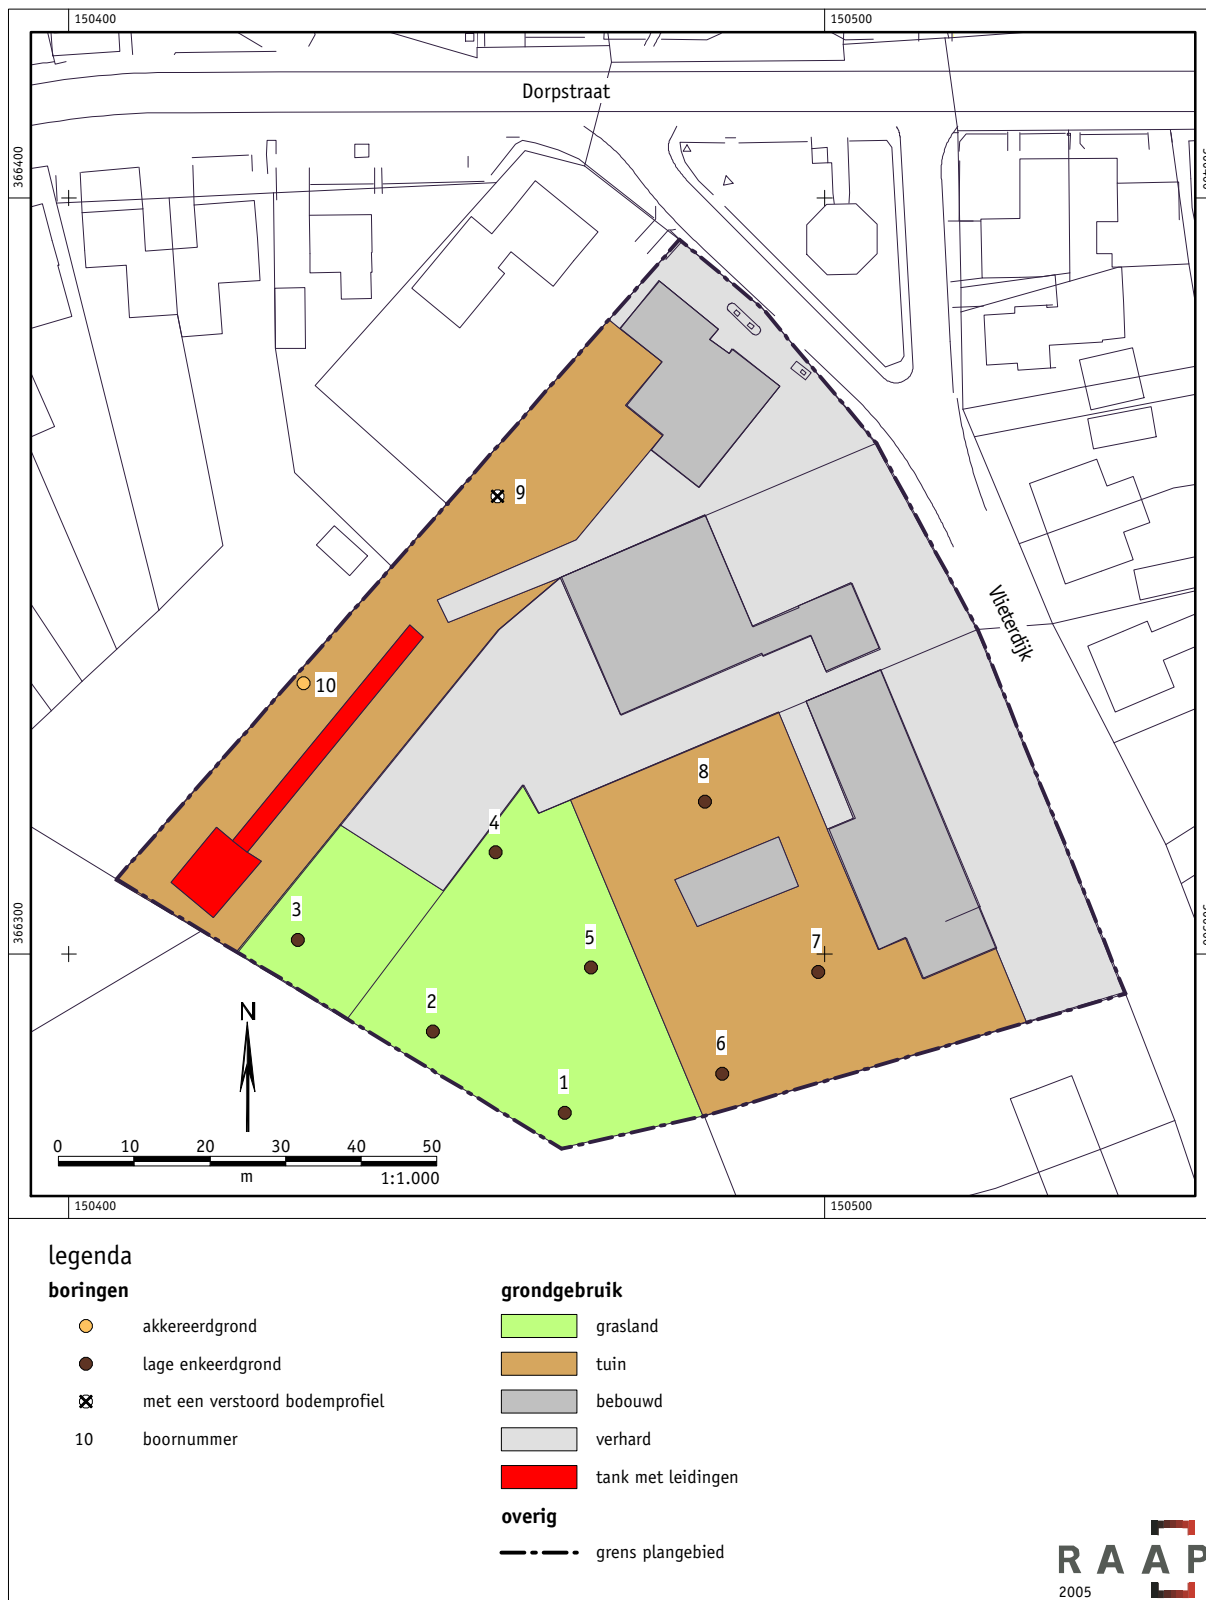 150400 150500
Dorpstraat
366400
366400
9
Vlieterdijk
10
8
4
3
5
7
366300
366300
2
N
6
1
0 10 20 30 40 50
m 1:1.000
150400 150500
legenda
boringen
akkereerdgrond
lage enkeerdgrond
met een verstoord bodemprofiel
10 boornummer
grondgebruik
grasland
tuin
bebouwd
verhard
tank met leidingen
overig
grens plangebied
RAAP
2005